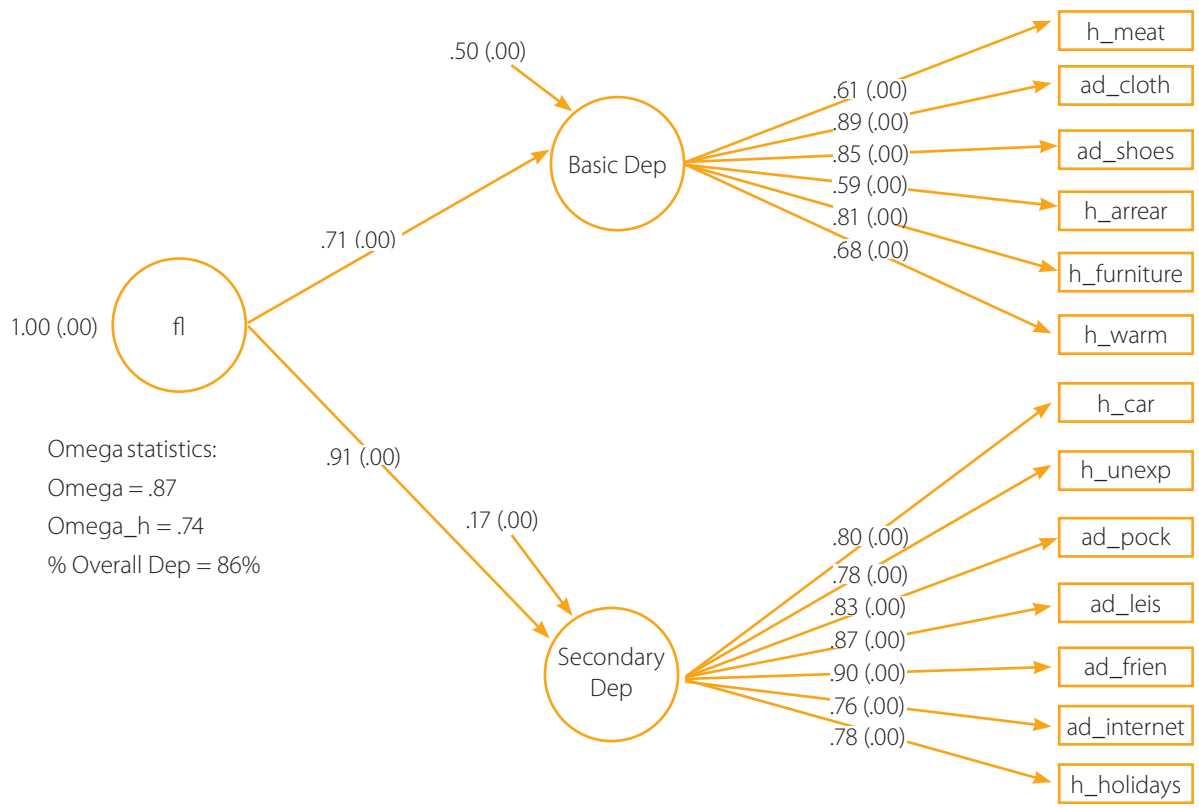 .50 (.00)
Basic Dep
.61 (.00)
.89 (.00)
.85 (.00)
.59 (.00)
.81 (.00)
.68 (.00)
h_meat
ad_cloth
ad_shoes
h_arrear
h_furniture
h_warm
.71 (.00)
1.00 (.00)
fl
.91 (.00)
Omega statistics:
Omega = .87
Omega_h = .74
% Overall Dep = 86%
.17 (.00)
Secondary
Dep
.80 (.00)
.78 (.00)
.83 (.00)
.87 (.00)
.90 (.00)
.76 (.00)
.78 (.00)
h_car
h_unexp
ad_pock
ad_leis
ad_frien
ad_internet
h_holidays